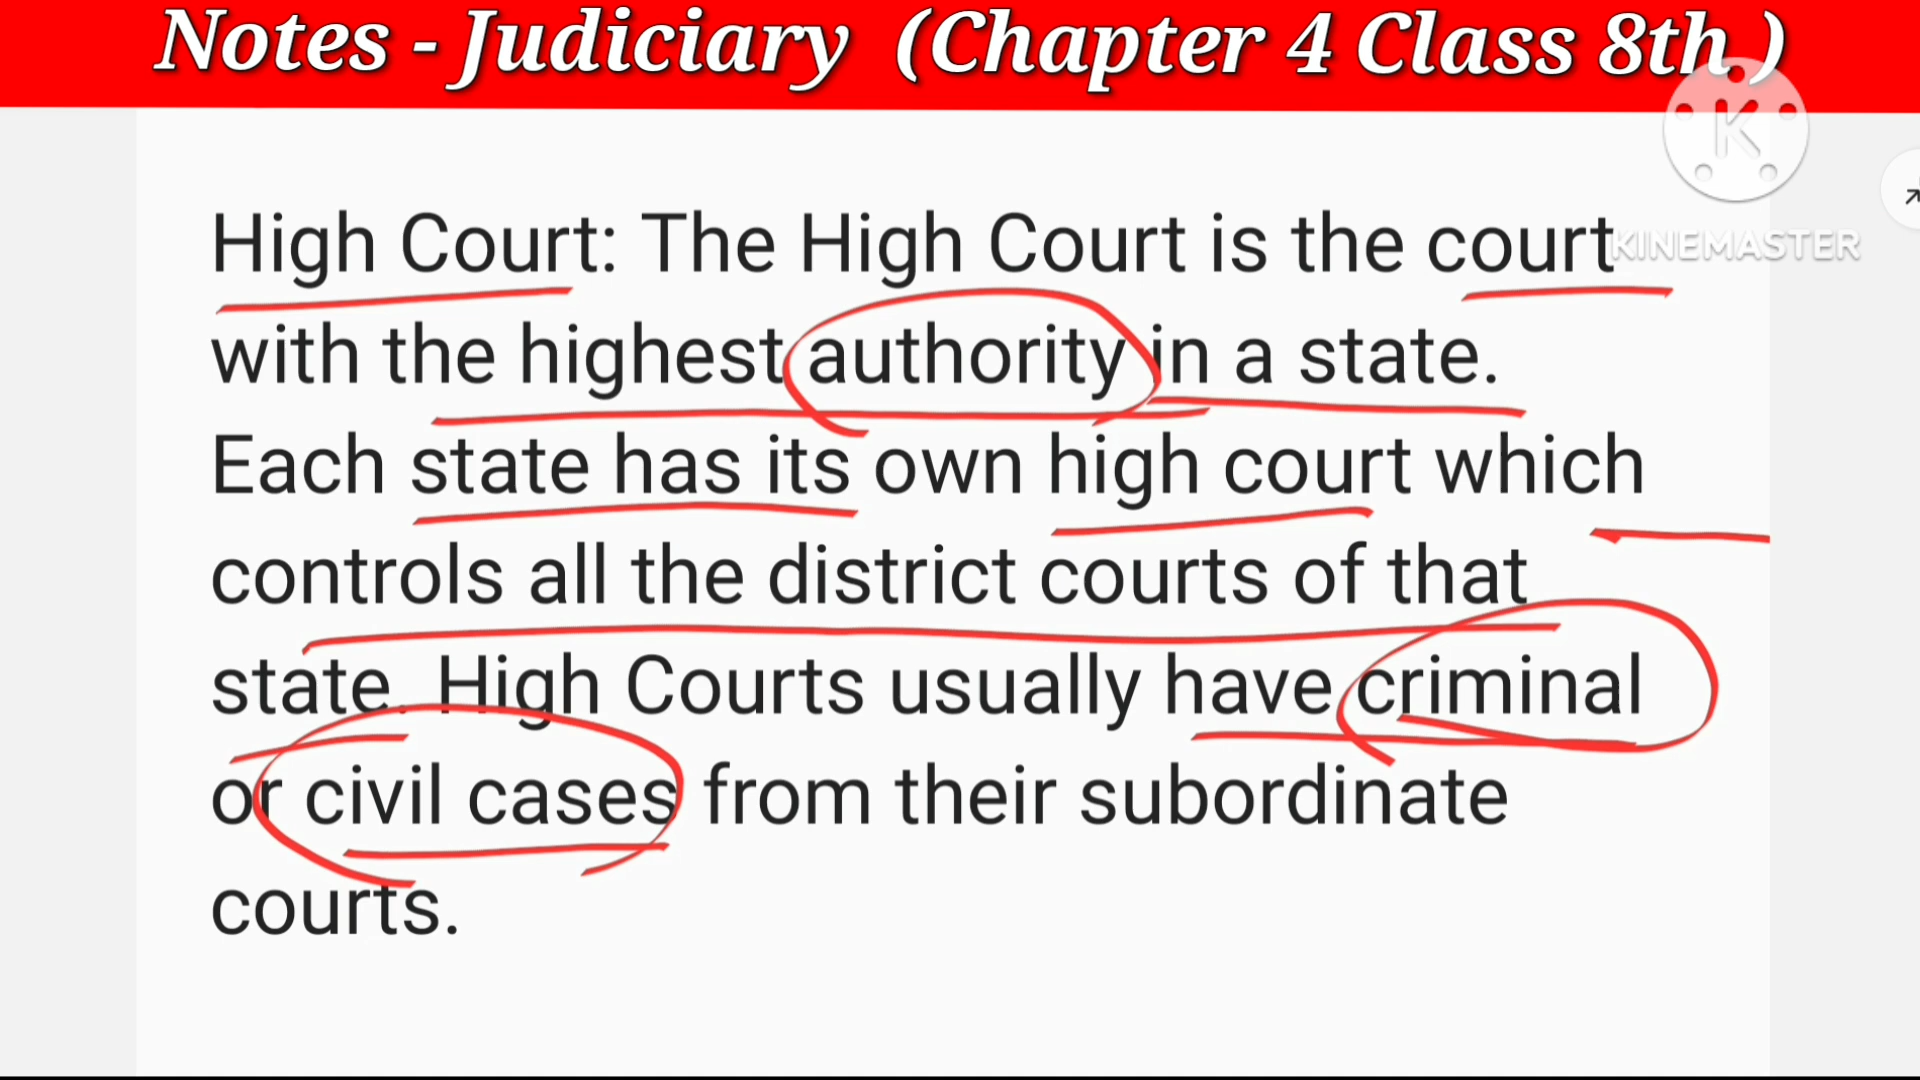 Notes - Judiciary (Chapter 4 Class 8th )
K
KINEMASTER
High Court: The High Court is the court
with the highest authority in a state.
Each state has its own high court which
controls all the district courts of that
state. High Courts usually have criminal
or civil cases from their subordinate
courts.